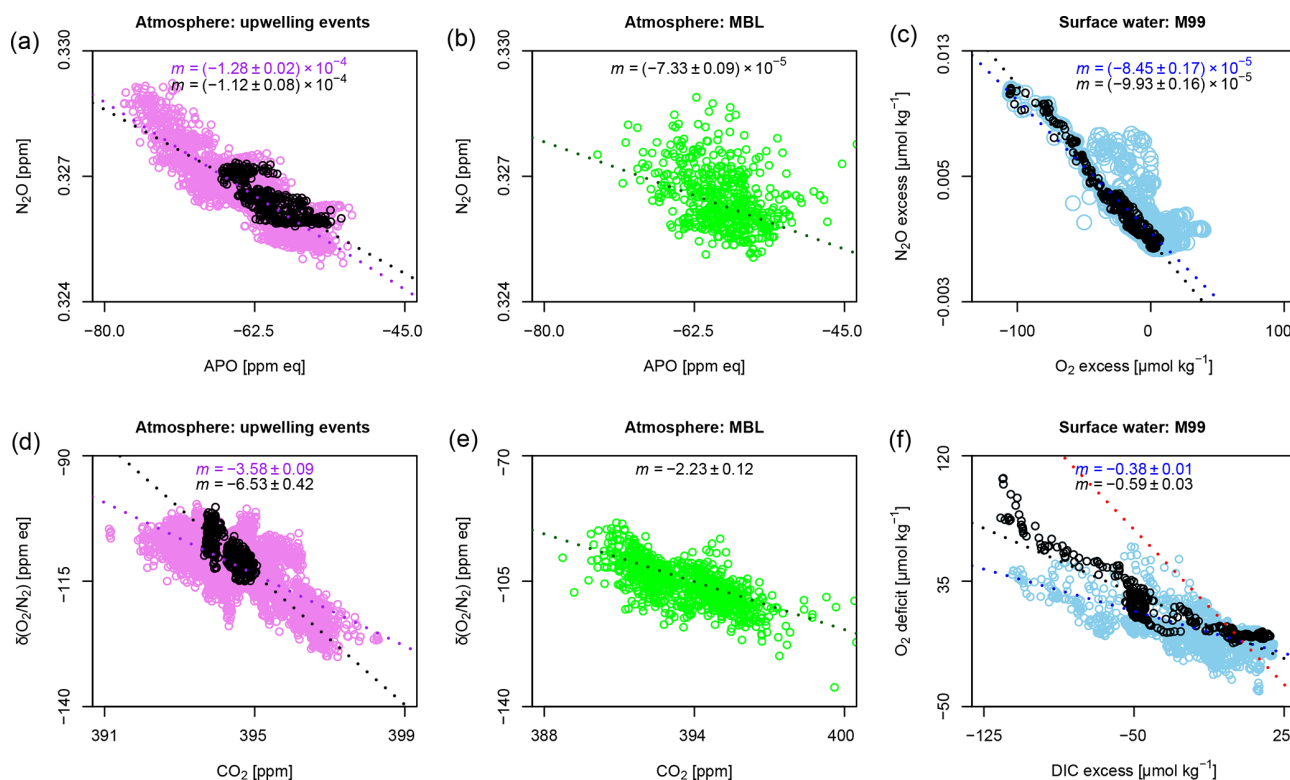 (a)
Atmosphere: upwelling events
m = (−1.28 ± 0.02) × 10⁻⁴
m = (−1.12 ± 0.08) × 10⁻⁴
0.330
0.327
0.324
N₂O [ppm]
−80.0 −62.5 −45.0
APO [ppm eq]
(b)
Atmosphere: MBL
m = (−7.33 ± 0.09) × 10⁻⁵
0.330
0.327
0.324
N₂O [ppm]
−80.0 −62.5 −45.0
APO [ppm eq]
(c)
Surface water: M99
m = (−8.45 ± 0.17) × 10⁻⁵
m = (−9.93 ± 0.16) × 10⁻⁵
0.013
0.005
−0.003
N₂O excess [µmol kg⁻¹]
−100 0 100
O₂ excess [µmol kg⁻¹]
(d)
Atmosphere: upwelling events
m = −3.58 ± 0.09
m = −6.53 ± 0.42
−90
−115
−140
δ(O₂/N₂) [ppm eq]
391 395 399
CO₂ [ppm]
(e)
Atmosphere: MBL
m = −2.23 ± 0.12
−70
−105
−140
δ(O₂/N₂) [ppm eq]
388 394 400
CO₂ [ppm]
(f)
Surface water: M99
m = −0.38 ± 0.01
m = −0.59 ± 0.03
120
35
−50
O₂ deficit [µmol kg⁻¹]
−125 −50 25
DIC excess [µmol kg⁻¹]